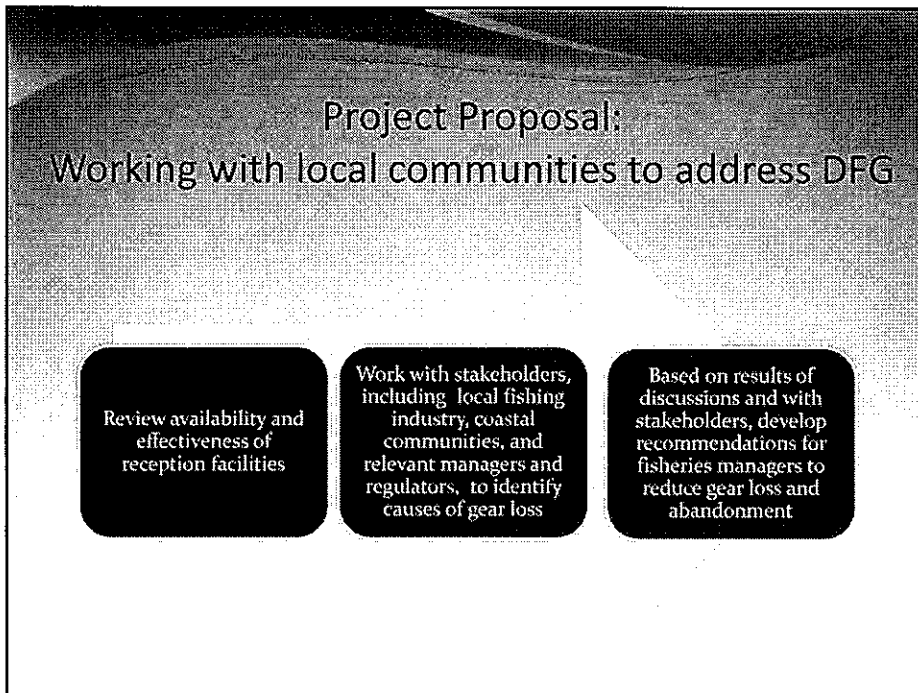 Project Proposal:
Working with local communities to address DFG
Review availability and
effectiveness of
reception facilities
Work with stakeholders,
including local fishing
industry, coastal
communities, and
relevant managers and
regulators, to identify
causes of gear loss
Based on results of
discussions and with
stakeholders, develop
recommendations for
fisheries managers to
reduce gear loss and
abandonment